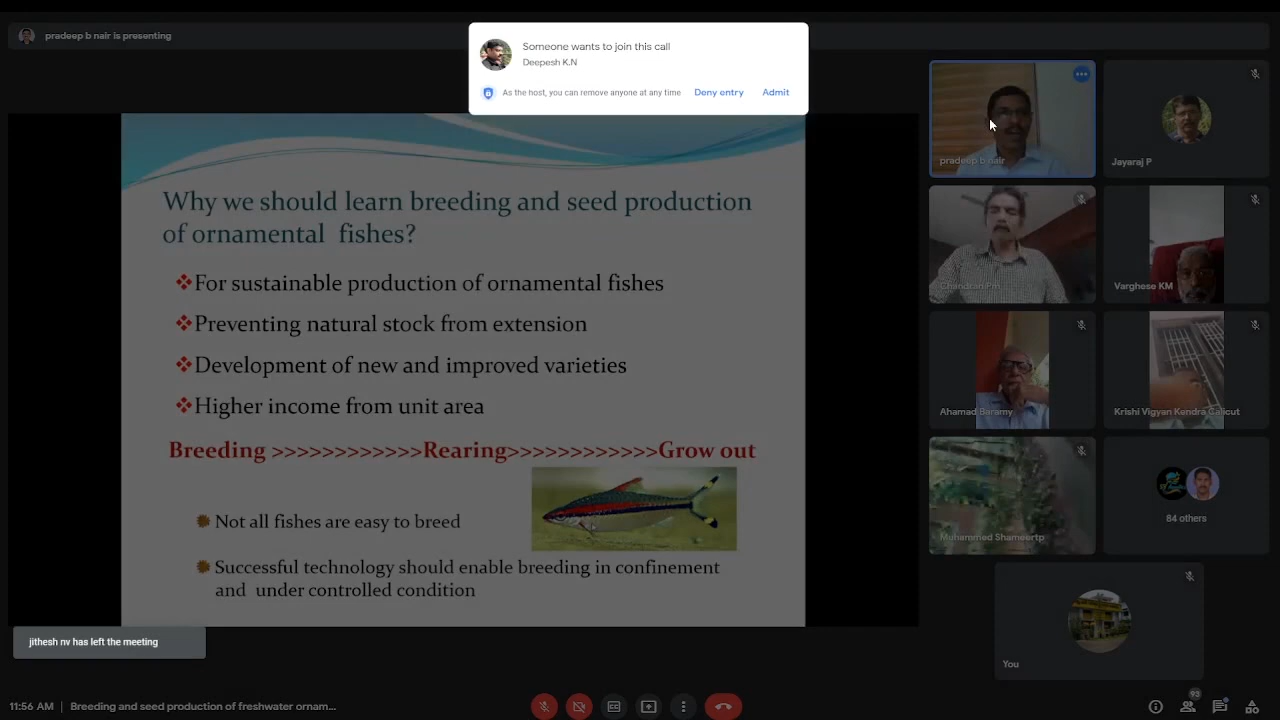 pradeep b nair is presenting
Someone wants to join this call
Deepesh K.N
As the host, you can remove anyone at any time Deny entry Admit
Why we should learn breeding and seed production
of ornamental fishes?
For sustainable production of ornamental fishes
Preventing natural stock from extension
Development of new and improved varieties
Higher income from unit area
Breeding >>>>>>>>>>>>Rearing>>>>>>>>>>>>Grow out
Not all fishes are easy to breed
Successful technology should enable breeding in confinement
and under controlled condition
pradeep b nair
Jayaraj P
Chandran Pm
Varghese KM
Ahamad Baramy
Krishi Vigyan Kendra Calicut
Muhammed Shameertp
84 others
You
jithesh nv has left the meeting
11:56 AM | Breeding and seed production of freshwater ornam...
93